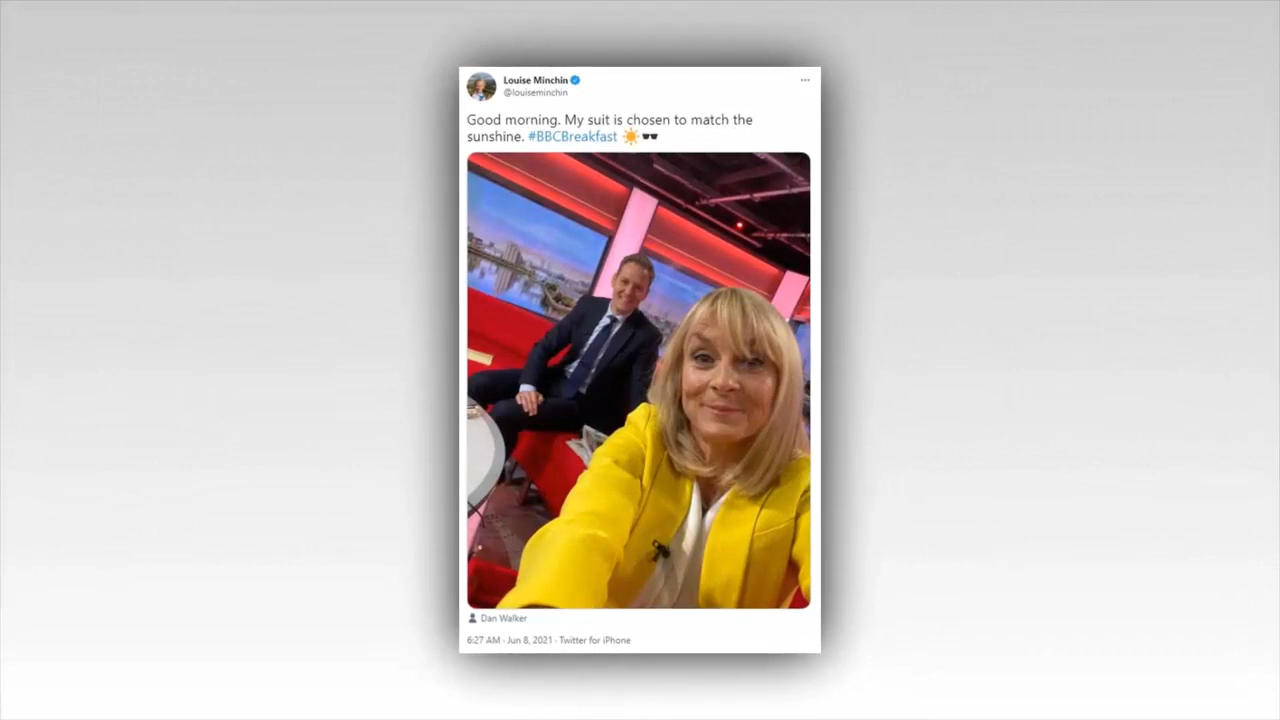 Louise Minchin
@louiseminchin
Good morning. My suit is chosen to match the
sunshine. #BBCBreakfast ☀️🕶️
Dan Walker
6:27 AM · Jun 8, 2021 · Twitter for iPhone